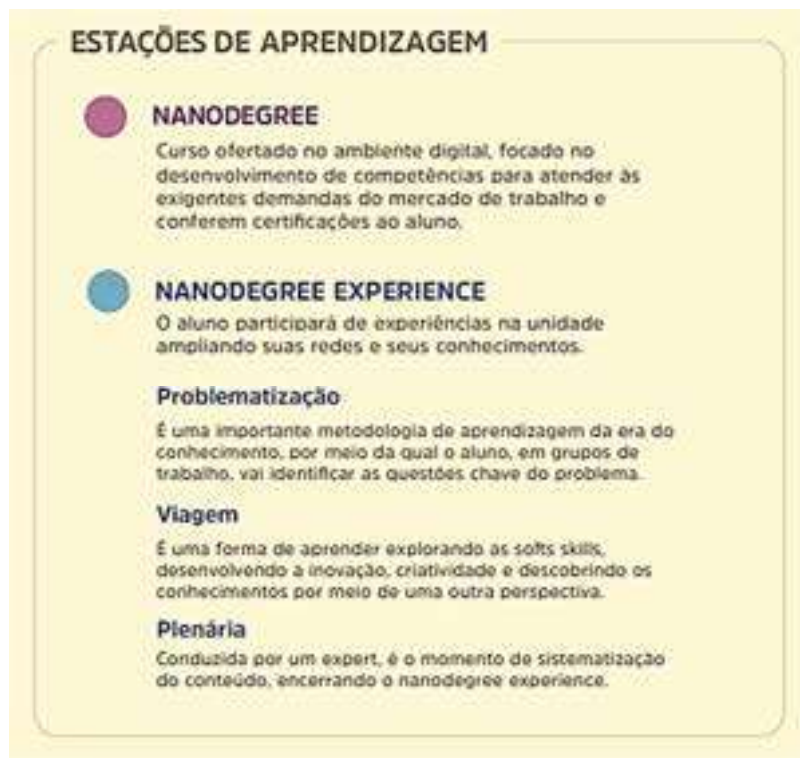 ESTAÇÕES DE APRENDIZAGEM
NANODEGREE
Curso ofertado no ambiente digital, focado no
desenvolvimento de competências para atender às
exigentes demandas do mercado de trabalho e
conferem certificações ao aluno.
NANODEGREE EXPERIENCE
O aluno participará de experiências na unidade
ampliando suas redes e seus conhecimentos.
Problematização
É uma importante metodologia de aprendizagem da era do
conhecimento, por meio da qual o aluno, em grupos de
trabalho, vai identificar as questões chave do problema.
Viagem
É uma forma de aprender explorando as softs skills,
desenvolvendo a inovação, criatividade e descobrindo os
conhecimentos por meio de uma outra perspectiva.
Plenária
Conduzida por um expert, é o momento de sistematização
do conteúdo, encerrando o nanodegree experience.